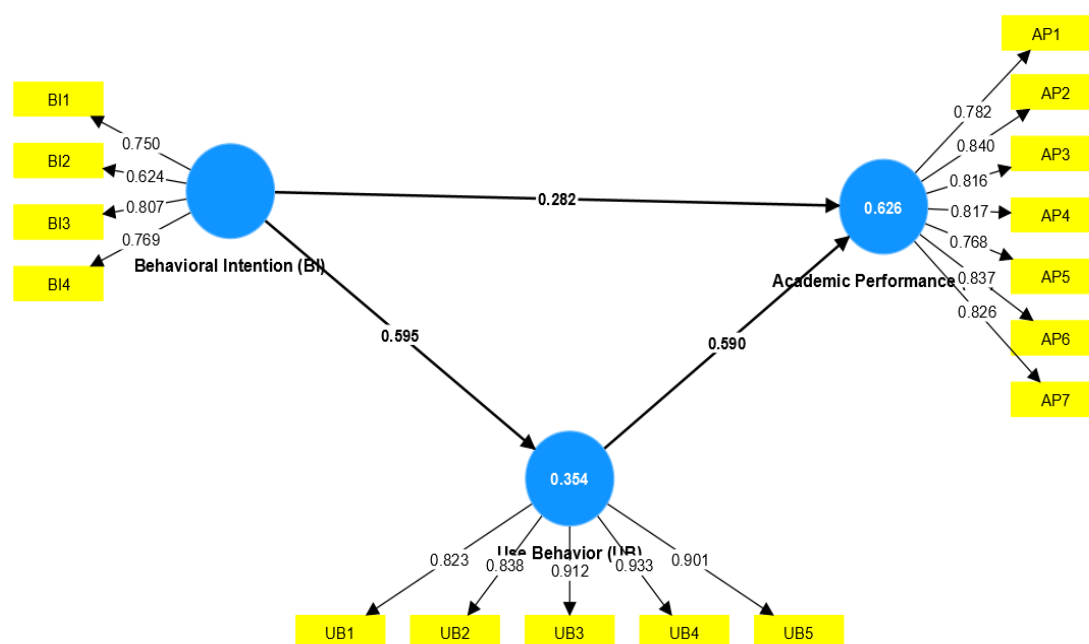 AP1
AP2
AP3
AP4
AP5
AP6
AP7
0.782
0.840
0.816
0.817
0.768
0.837
0.826
BI1
BI2
BI3
BI4
0.750
0.624
0.807
0.769
Behavioral Intention (BI)
0.282
0.626
Academic Performance
0.595
0.590
0.354
Use Behavior (UB)
0.823
0.838
0.912
0.933
0.901
UB1
UB2
UB3
UB4
UB5